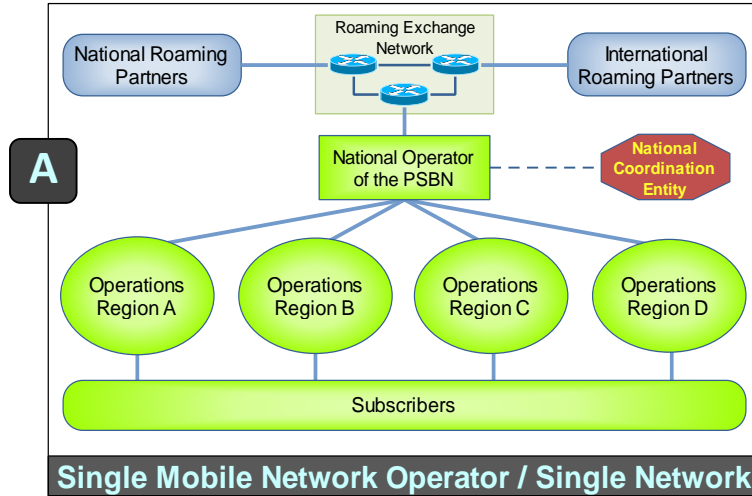 Roaming Exchange
Network
National Roaming
Partners
International
Roaming Partners
A
National Operator
of the PSBN
National
Coordination
Entity
Operations
Region A
Operations
Region B
Operations
Region C
Operations
Region D
Subscribers
Single Mobile Network Operator / Single Network